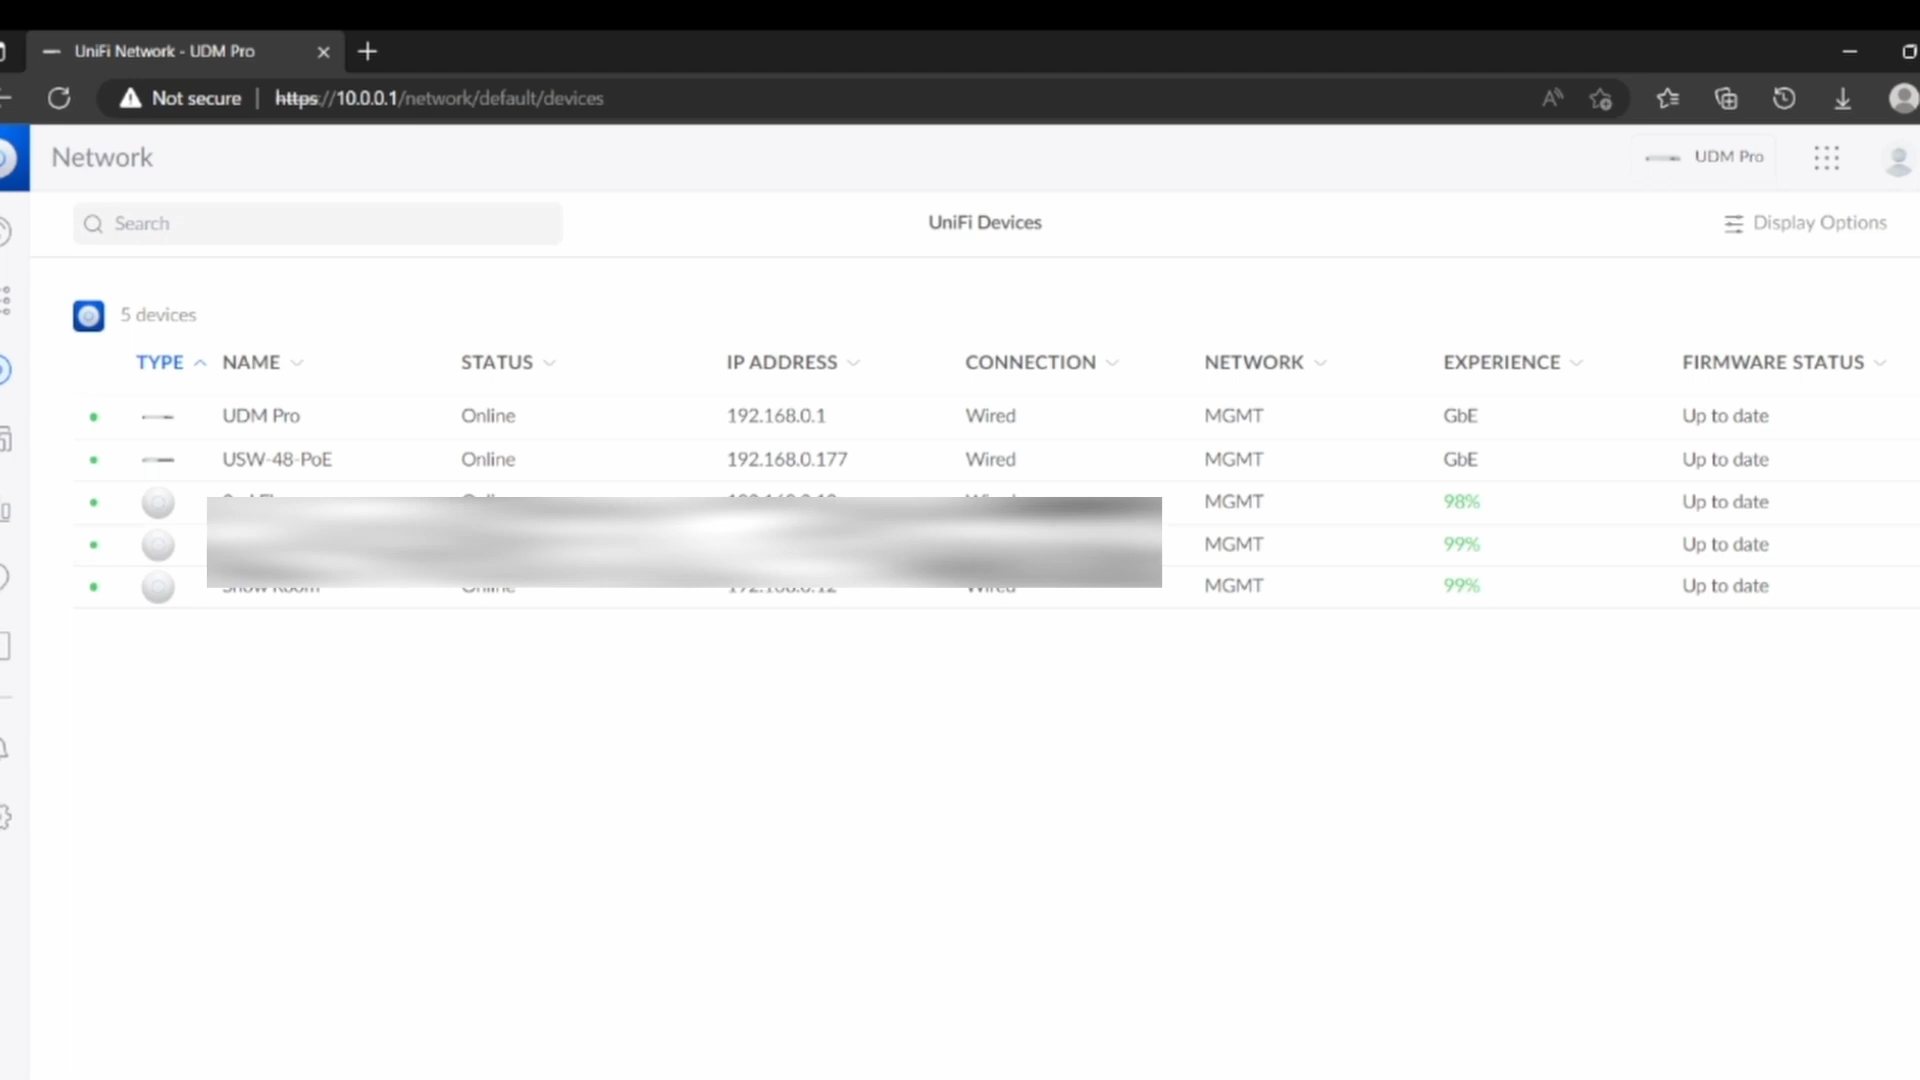 UniFi Network - UDM Pro
Not secure | https://10.0.0.1/network/default/devices
Network
UDM Pro
Search
UniFi Devices
Display Options
5 devices
TYPE NAME STATUS IP ADDRESS CONNECTION NETWORK EXPERIENCE FIRMWARE STATUS
UDM Pro Online 192.168.0.1 Wired MGMT GbE Up to date
USW-48-PoE Online 192.168.0.177 Wired MGMT GbE Up to date
MGMT 98% Up to date
MGMT 99% Up to date
MGMT 99% Up to date